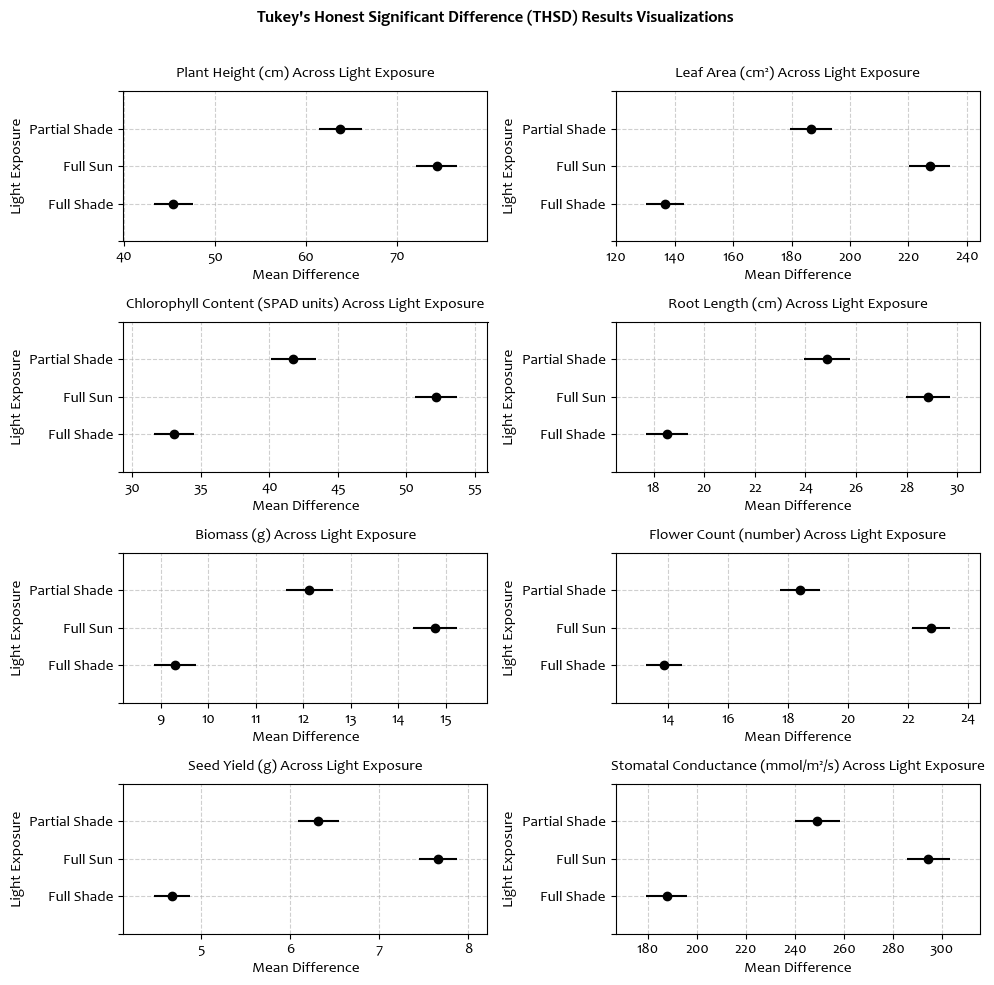 Tukey's Honest Significant Difference (THSD) Results Visualizations
Plant Height (cm) Across Light Exposure
Light Exposure
Partial Shade
Full Sun
Full Shade
40 50 60 70
Mean Difference
Leaf Area (cm²) Across Light Exposure
Light Exposure
Partial Shade
Full Sun
Full Shade
120 140 160 180 200 220 240
Mean Difference
Chlorophyll Content (SPAD units) Across Light Exposure
Light Exposure
Partial Shade
Full Sun
Full Shade
30 35 40 45 50 55
Mean Difference
Root Length (cm) Across Light Exposure
Light Exposure
Partial Shade
Full Sun
Full Shade
18 20 22 24 26 28 30
Mean Difference
Biomass (g) Across Light Exposure
Light Exposure
Partial Shade
Full Sun
Full Shade
9 10 11 12 13 14 15
Mean Difference
Flower Count (number) Across Light Exposure
Light Exposure
Partial Shade
Full Sun
Full Shade
14 16 18 20 22 24
Mean Difference
Seed Yield (g) Across Light Exposure
Light Exposure
Partial Shade
Full Sun
Full Shade
5 6 7 8
Mean Difference
Stomatal Conductance (mmol/m²/s) Across Light Exposure
Light Exposure
Partial Shade
Full Sun
Full Shade
180 200 220 240 260 280 300
Mean Difference